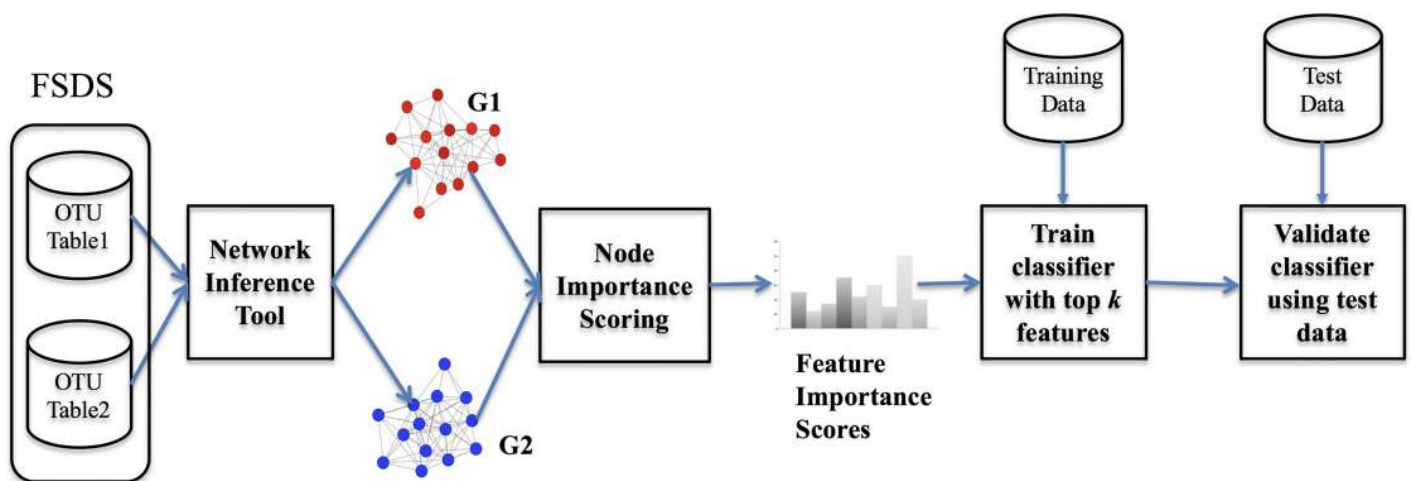 FSDS
OTU
Table1
OTU
Table2
Network
Inference
Tool
G1
G2
Node
Importance
Scoring
Feature
Importance
Scores
Training
Data
Train
classifier
with top k
features
Test
Data
Validate
classifier
using test
data